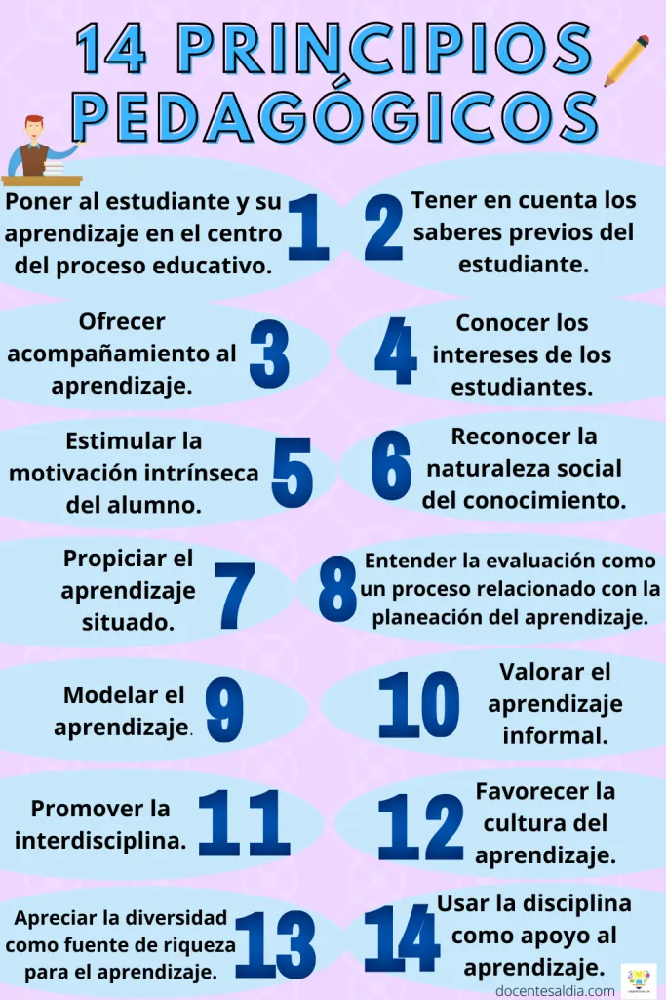 14 PRINCIPIOS
PEDAGÓGICOS
Poner al estudiante y su
aprendizaje en el centro
del proceso educativo.
1
2
Tener en cuenta los
saberes previos del
estudiante.
Ofrecer
acompañamiento al
aprendizaje.
3
4
Conocer los
intereses de los
estudiantes.
Estimular la
motivación intrínseca
del alumno.
5
6
Reconocer la
naturaleza social
del conocimiento.
Propiciar el
aprendizaje
situado.
7
8
Entender la evaluación como
un proceso relacionado con la
planeación del aprendizaje.
Modelar el
aprendizaje.
9
10
Valorar el
aprendizaje
informal.
Promover la
interdisciplina.
11
12
Favorecer la
cultura del
aprendizaje.
Apreciar la diversidad
como fuente de riqueza
para el aprendizaje.
13
14
Usar la disciplina
como apoyo al
aprendizaje.
docentesaldia.com